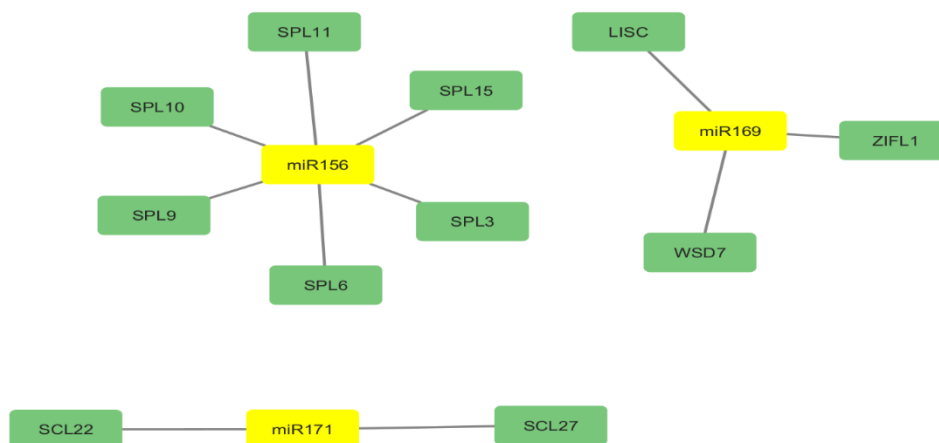 SPL11
LISC
SPL15
SPL10
miR169
ZIFL1
miR156
SPL9
SPL3
WSD7
SPL6
SCL22
miR171
SCL27